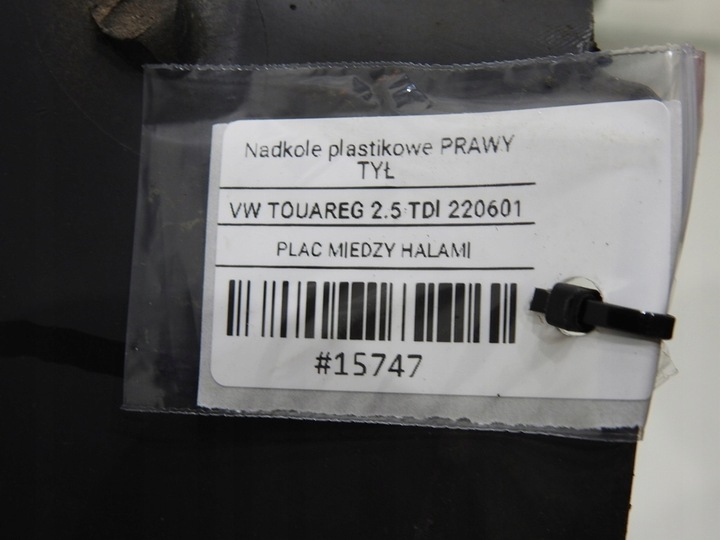 Nadkole plastikowe PRAWY
TYŁ
VW TOUAREG 2.5 TDI 220601
PLAC MIEDZY HALAMI
#15747